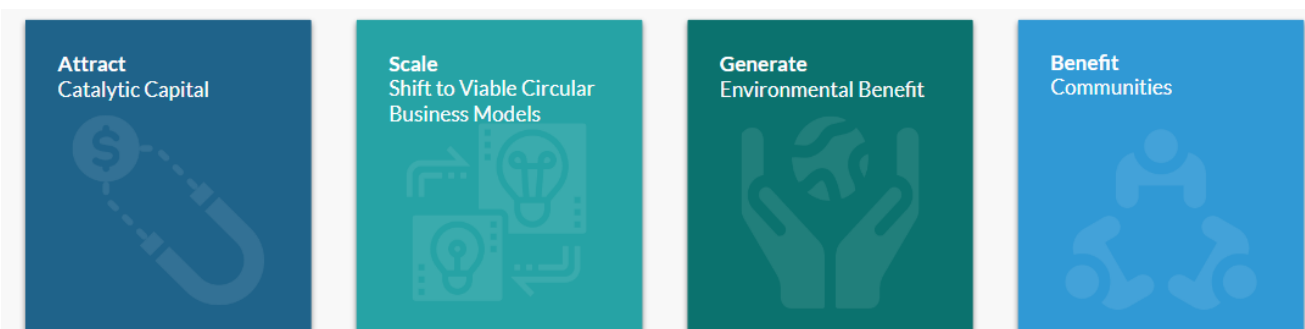 Attract
Catalytic Capital
Scale
Shift to Viable Circular
Business Models
Generate
Environmental Benefit
Benefit
Communities
$